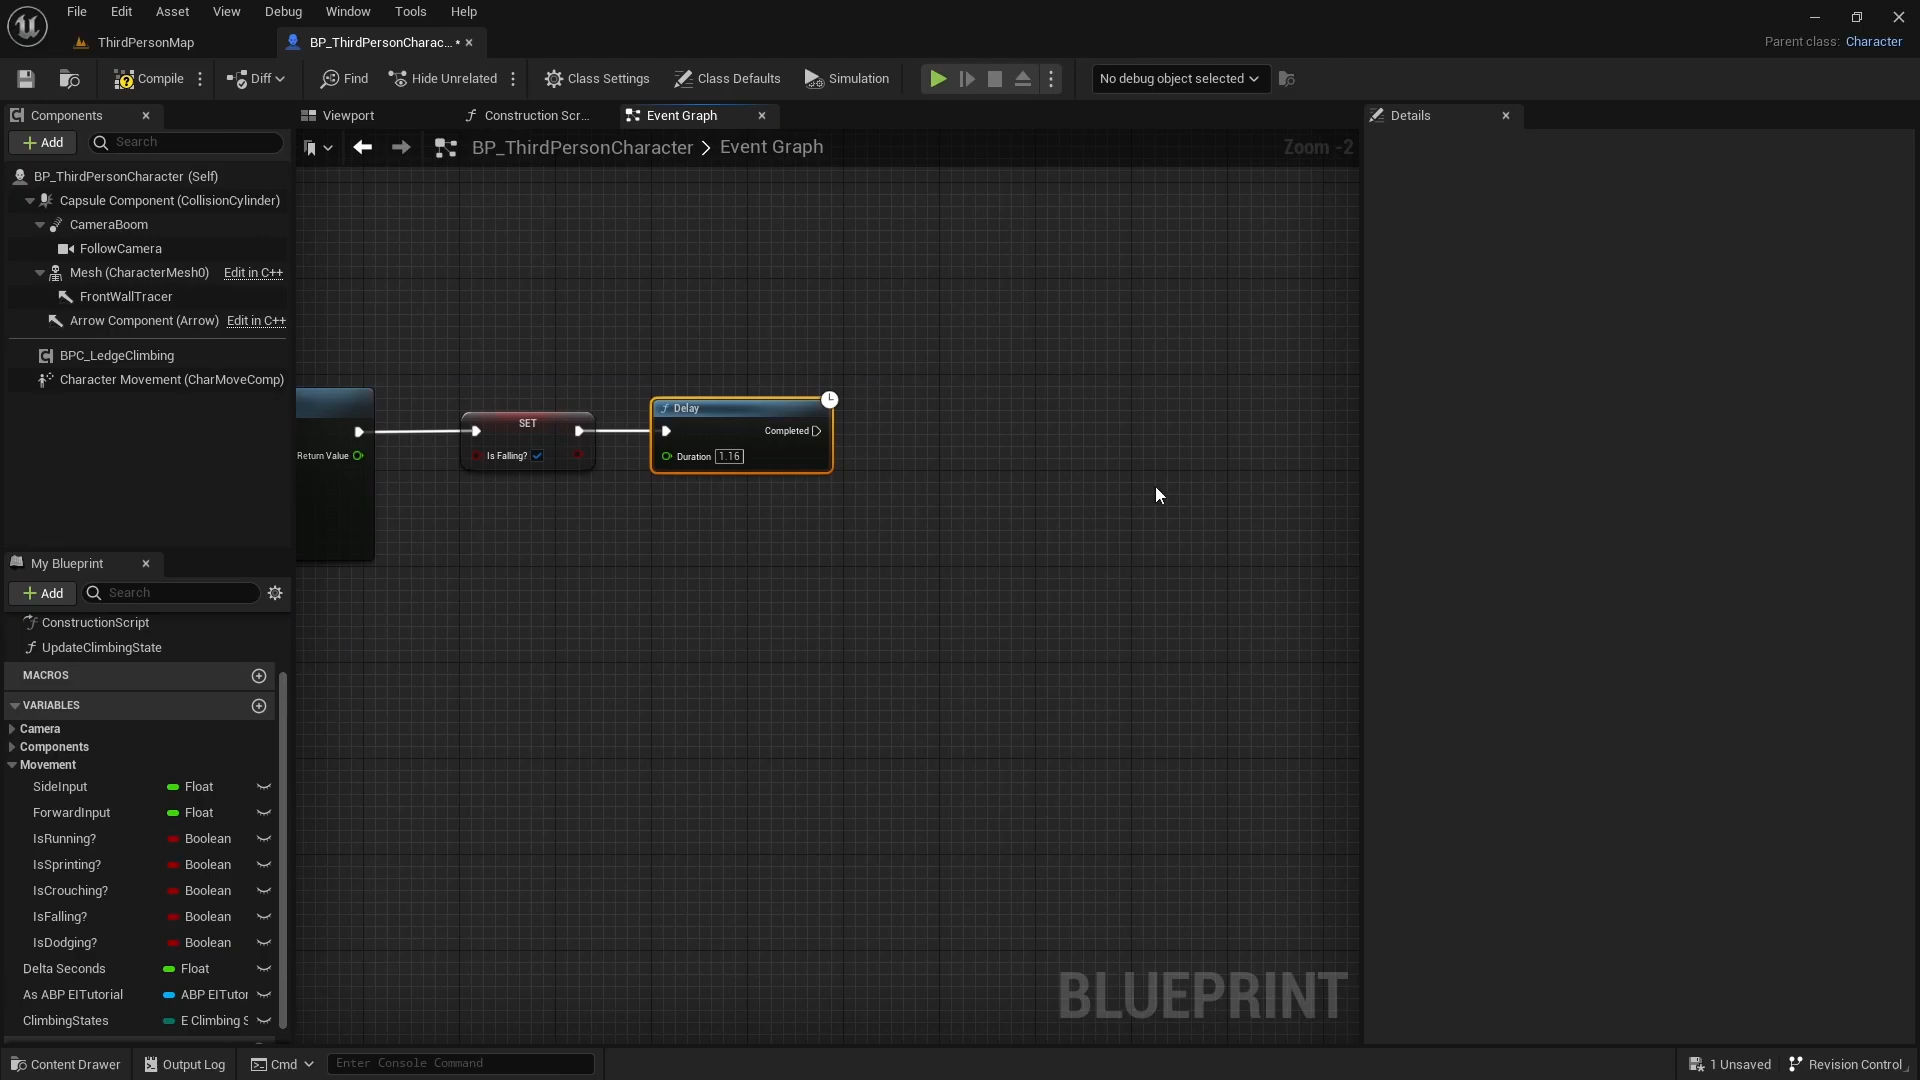 File Edit Asset View Debug Window Tools Help
ThirdPersonMap
BP_ThirdPersonCharac... •
Parent class: Character
Compile
Diff
Find
Hide Unrelated
Class Settings
Class Defaults
Simulation
No debug object selected
Components
Add
Search
BP_ThirdPersonCharacter (Self)
Capsule Component (CollisionCylinder)
CameraBoom
FollowCamera
Mesh (CharacterMesh0) Edit in C++
FrontWallTracer
Arrow Component (Arrow) Edit in C++
BPC_LedgeClimbing
Character Movement (CharMoveComp)
My Blueprint
Add
Search
ConstructionScript
UpdateClimbingState
MACROS
VARIABLES
Camera
Components
Movement
SideInput Float
ForwardInput Float
IsRunning? Boolean
IsSprinting? Boolean
IsCrouching? Boolean
IsFalling? Boolean
IsDodging? Boolean
Delta Seconds Float
As ABP EITutorial ABP EITutor
ClimbingStates E Climbing S
Viewport
Construction Scr...
Event Graph
BP_ThirdPersonCharacter > Event Graph
Zoom -2
Return Value
SET
Is Falling?
Delay
Completed
Duration 1.16
BLUEPRINT
Details
Content Drawer
Output Log
Cmd
Enter Console Command
1 Unsaved
Revision Control